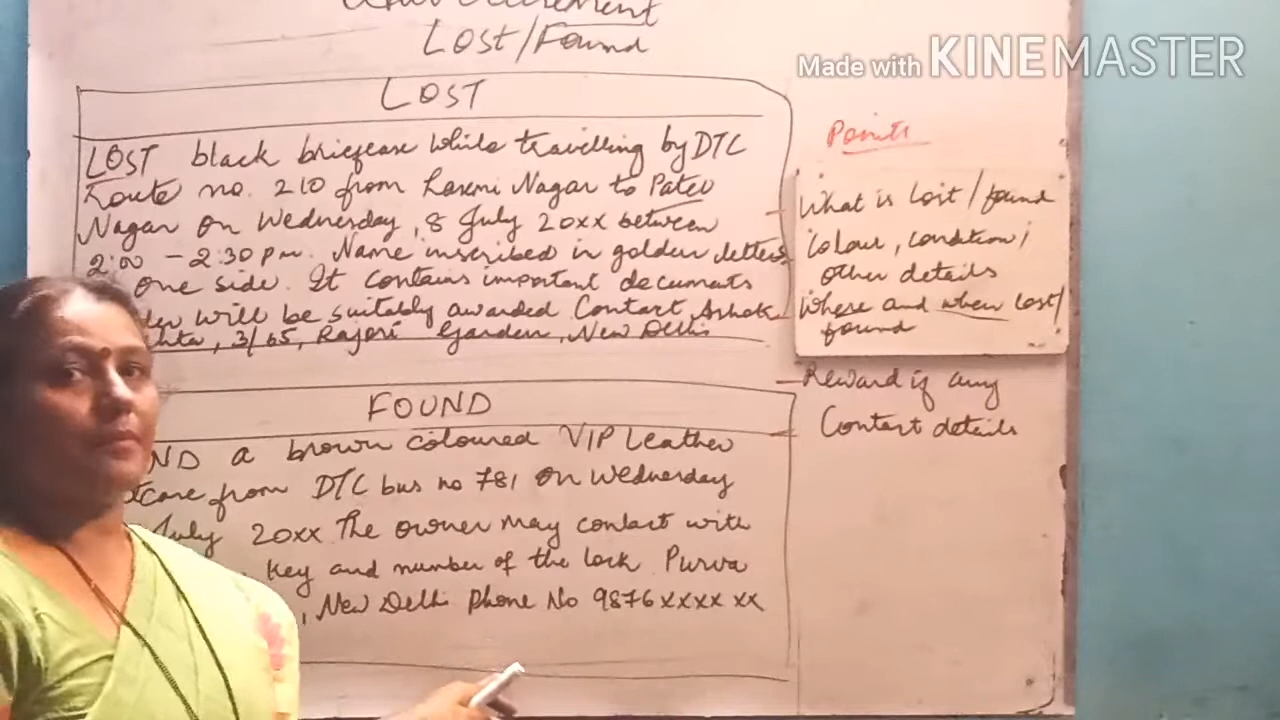 Lost/Found
Made with KINEMASTER
LOST
LOST black briefcase while travelling by DTC
route no. 210 from Laxmi Nagar to Patel
Nagar on Wednesday, 8 July 20xx between
2:00 - 2:30 pm. Name inscribed in golden letters
one side. It contains important documents
will be suitably awarded Contact Ashok
3/65, Rajori Garden, New Delhi
Points
What is lost/found
Colour, condition,
other details
Where and when lost/
found
Reward if any
Contact details
FOUND
a brown coloured VIP Leather
from DTC bus no 781 on Wednesday
July 20xx The owner may contact with
key and number of the lock Purva
, New Delhi Phone No 9876xxxx xx